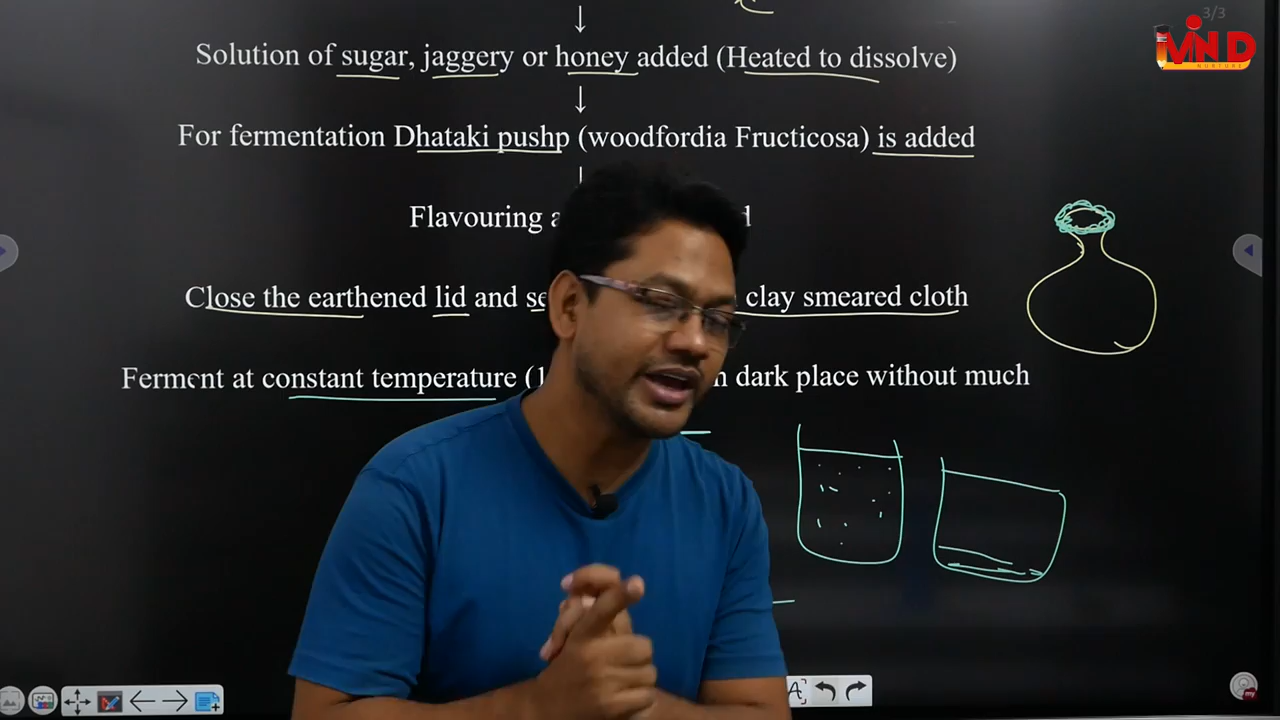 3/3
MIND
NURTURE
Solution of sugar, jaggery or honey added (Heated to dissolve)
For fermentation Dhataki pushp (woodfordia Fructicosa) is added
Flavouring
Close the earthened lid and clay smeared cloth
Ferment at constant temperature dark place without much